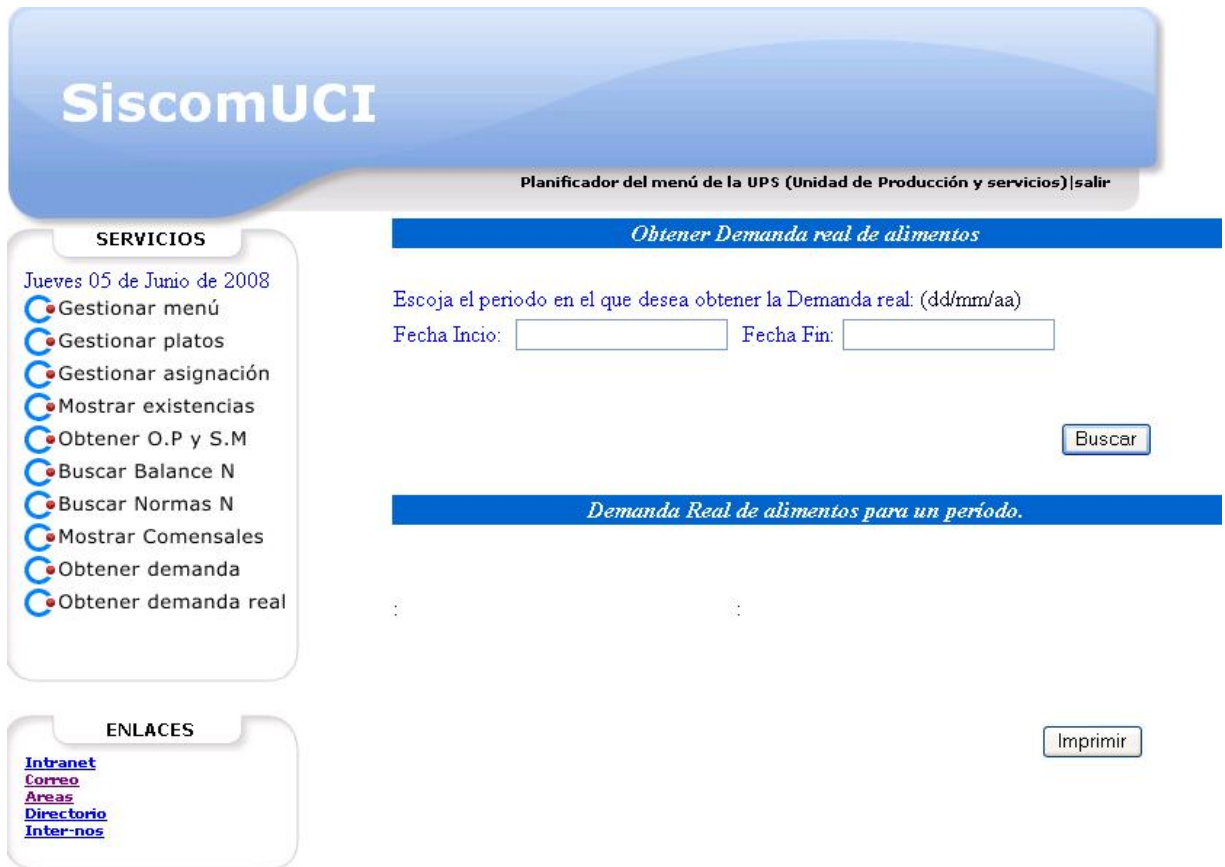 SiscomUCI
Planificador del menú de la UPS (Unidad de Producción y servicios)|salir
SERVICIOS
Jueves 05 de Junio de 2008
Gestionar menú
Gestionar platos
Gestionar asignación
Mostrar existencias
Obtener O.P y S.M
Buscar Balance N
Buscar Normas N
Mostrar Comensales
Obtener demanda
Obtener demanda real
ENLACES
Intranet
Correo
Areas
Directorio
Inter-nos
Obtener Demanda real de alimentos
Escoja el periodo en el que desea obtener la Demanda real: (dd/mm/aa)
Fecha Incio: Fecha Fin:
Buscar
Demanda Real de alimentos para un período.
: :
Imprimir